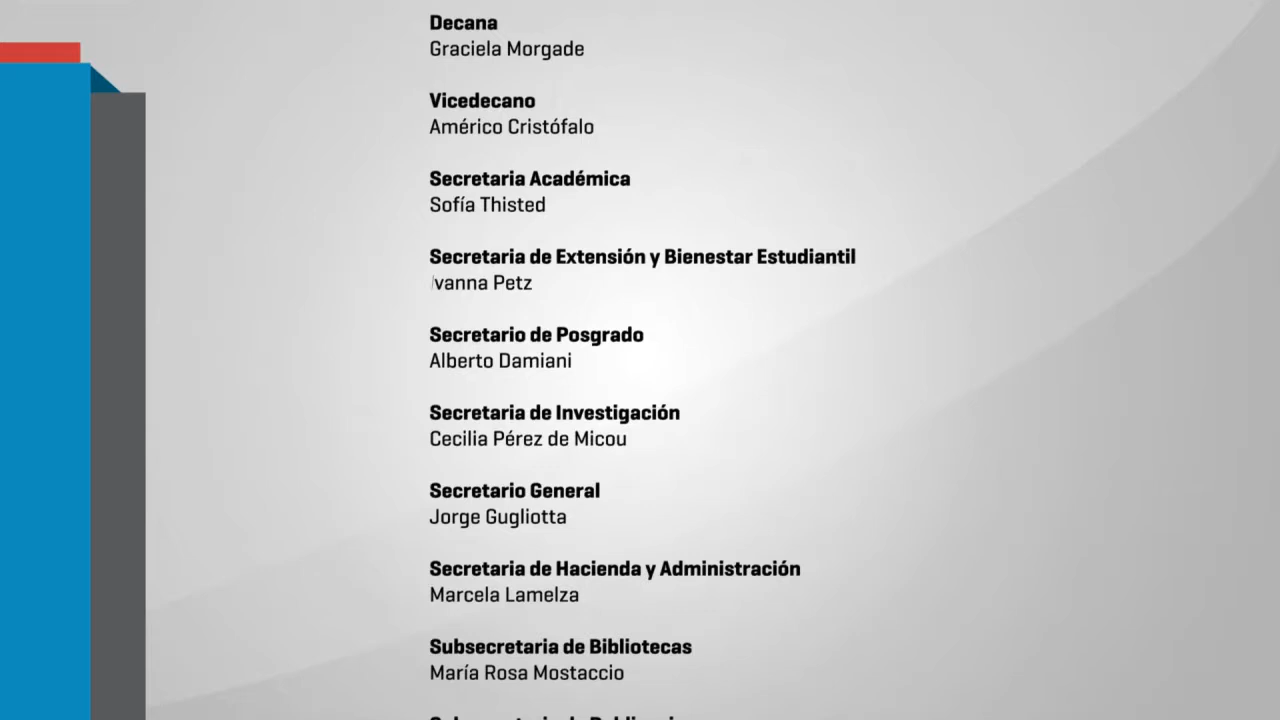 Decana
Graciela Morgade
Vicedecano
Américo Cristófalo
Secretaria Académica
Sofía Thisted
Secretaria de Extensión y Bienestar Estudiantil
Ivanna Petz
Secretario de Posgrado
Alberto Damiani
Secretaria de Investigación
Cecilia Pérez de Micou
Secretario General
Jorge Gugliotta
Secretaria de Hacienda y Administración
Marcela Lamelza
Subsecretaria de Bibliotecas
María Rosa Mostaccio